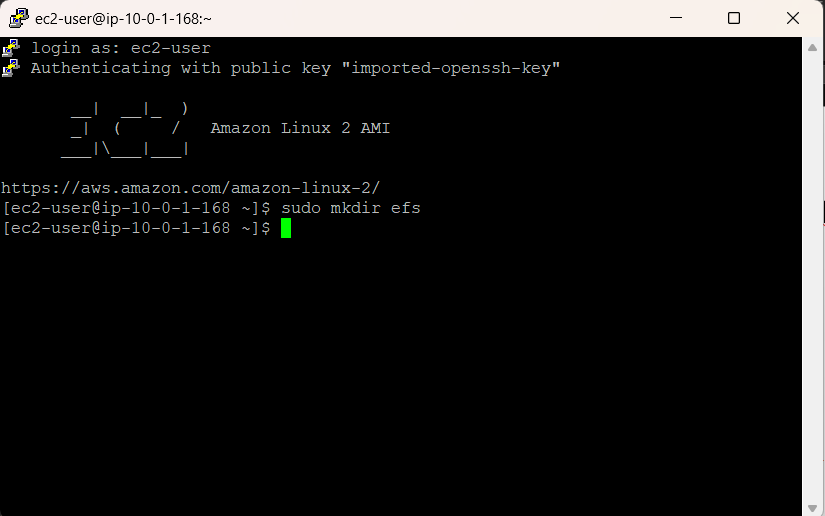 ec2-user@ip-10-0-1-168:~
login as: ec2-user
Authenticating with public key "imported-openssh-key"
       __|  __|_  )
       _|  (     /   Amazon Linux 2 AMI
      ___|\___|___|
https://aws.amazon.com/amazon-linux-2/
[ec2-user@ip-10-0-1-168 ~]$ sudo mkdir efs
[ec2-user@ip-10-0-1-168 ~]$